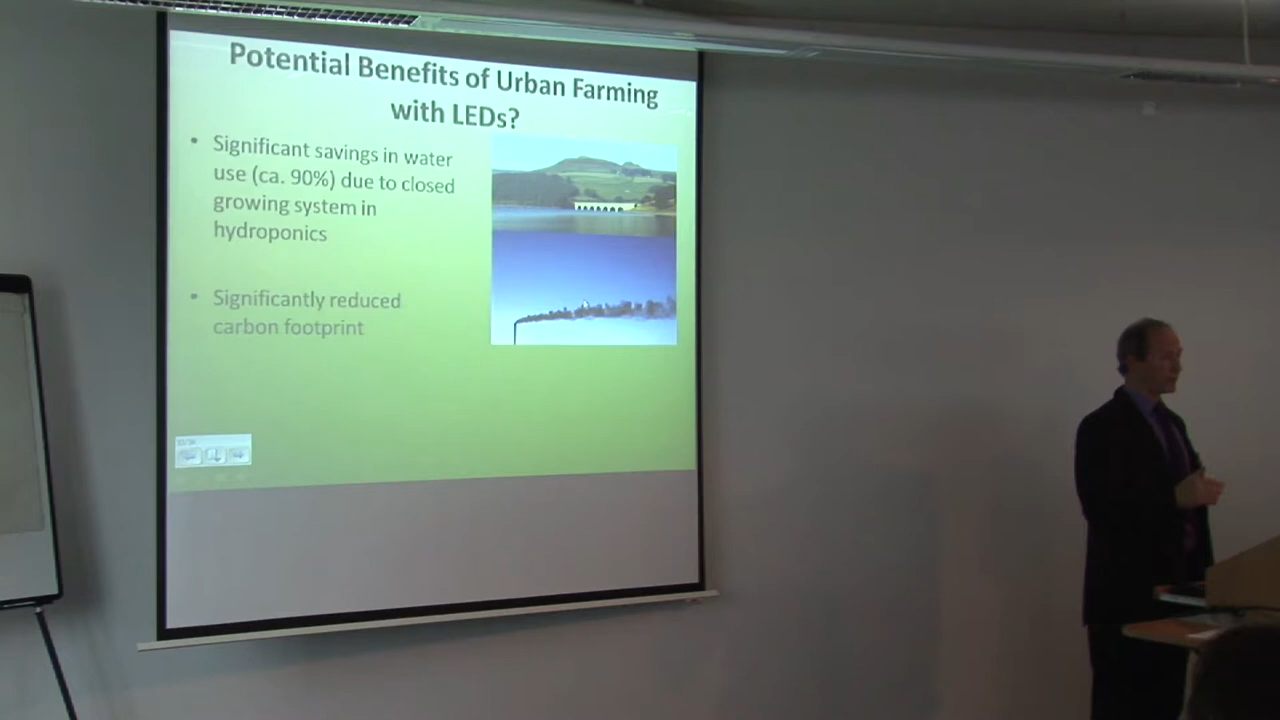 Potential Benefits of Urban Farming
with LEDs?
• Significant savings in water
use (ca. 90%) due to closed
growing system in
hydroponics
• Significantly reduced
carbon footprint